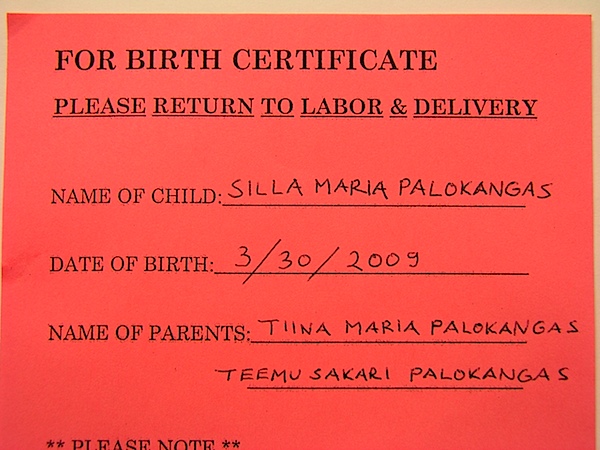 FOR BIRTH CERTIFICATE
PLEASE RETURN TO LABOR & DELIVERY
NAME OF CHILD: SILLA MARIA PALOKANGAS
DATE OF BIRTH: 3/30/2009
NAME OF PARENTS: TIINA MARIA PALOKANGAS
TEEMU SAKARI PALOKANGAS
** PLEASE NOTE **